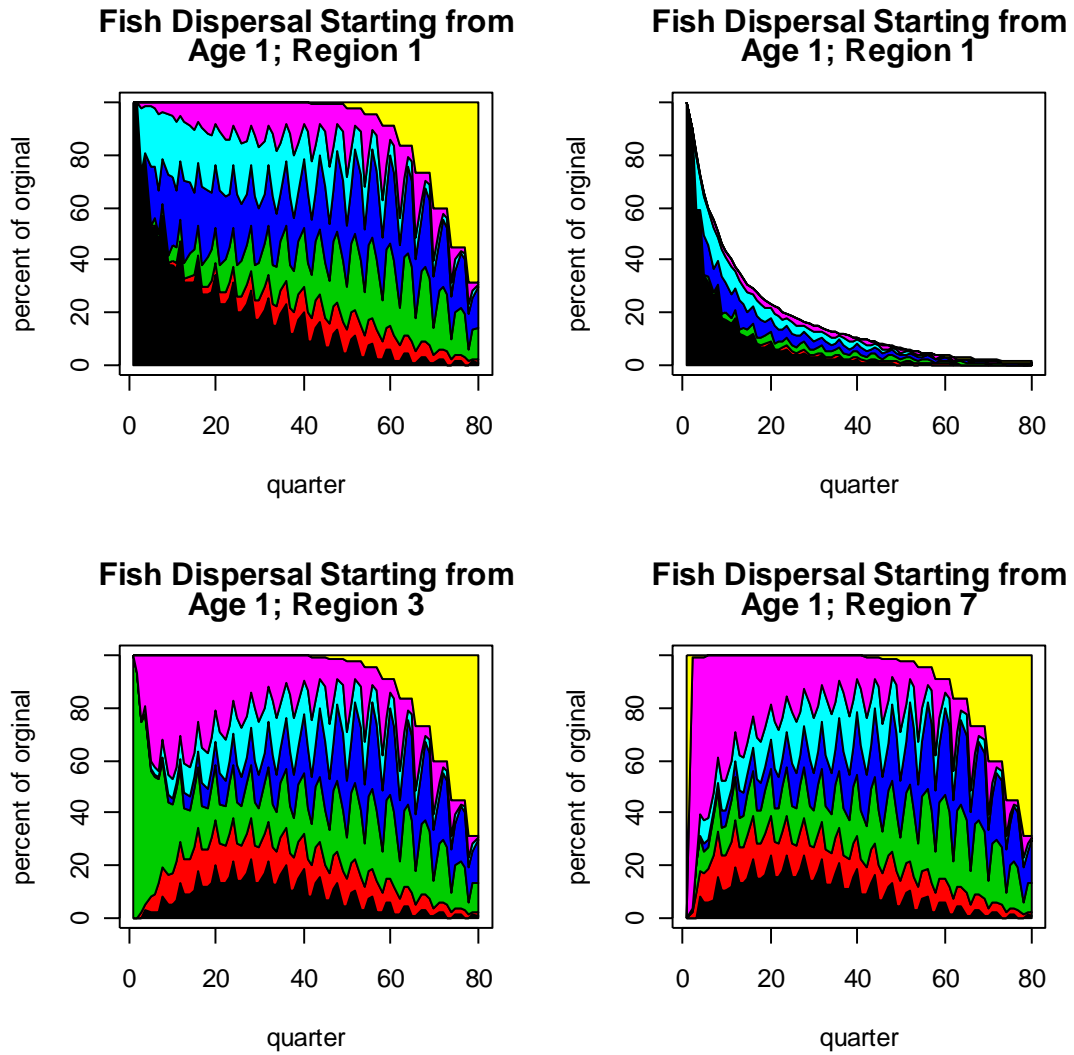 Fish Dispersal Starting from
Age 1; Region 1
percent of orginal
0 20 40 60 80
0 20 40 60 80
quarter
Fish Dispersal Starting from
Age 1; Region 1
percent of orginal
0 20 40 60 80
0 20 40 60 80
quarter
Fish Dispersal Starting from
Age 1; Region 3
percent of orginal
0 20 40 60 80
0 20 40 60 80
quarter
Fish Dispersal Starting from
Age 1; Region 7
percent of orginal
0 20 40 60 80
0 20 40 60 80
quarter